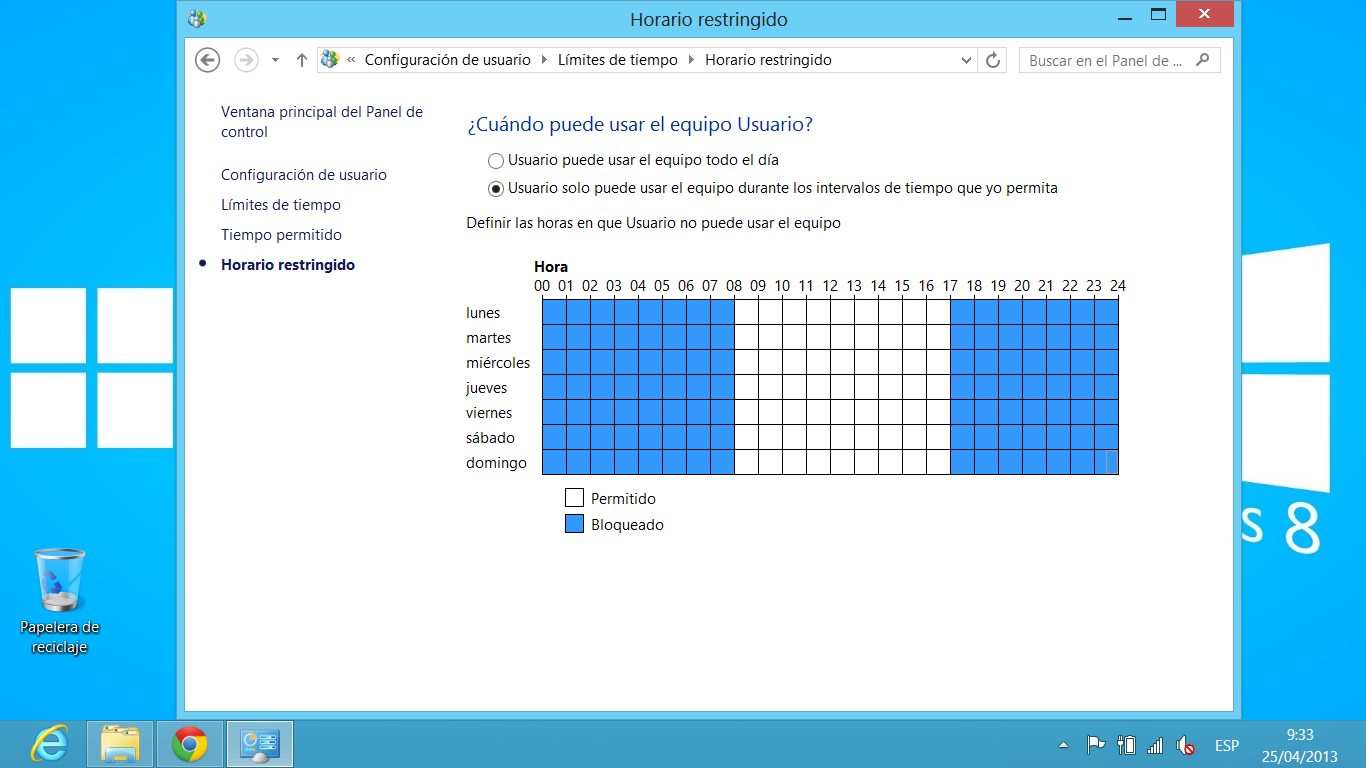 Horario restringido
« Configuración de usuario Límites de tiempo Horario restringido
Buscar en el Panel de ...
Ventana principal del Panel de
control
Configuración de usuario
Límites de tiempo
Tiempo permitido
Horario restringido
¿Cuándo puede usar el equipo Usuario?
Usuario puede usar el equipo todo el día
Usuario solo puede usar el equipo durante los intervalos de tiempo que yo permita
Definir las horas en que Usuario no puede usar el equipo
Hora
00 01 02 03 04 05 06 07 08 09 10 11 12 13 14 15 16 17 18 19 20 21 22 23 24
lunes
martes
miércoles
jueves
viernes
sábado
domingo
Permitido
Bloqueado
s 8
Papelera de
reciclaje
ESP
9:33
25/04/2013